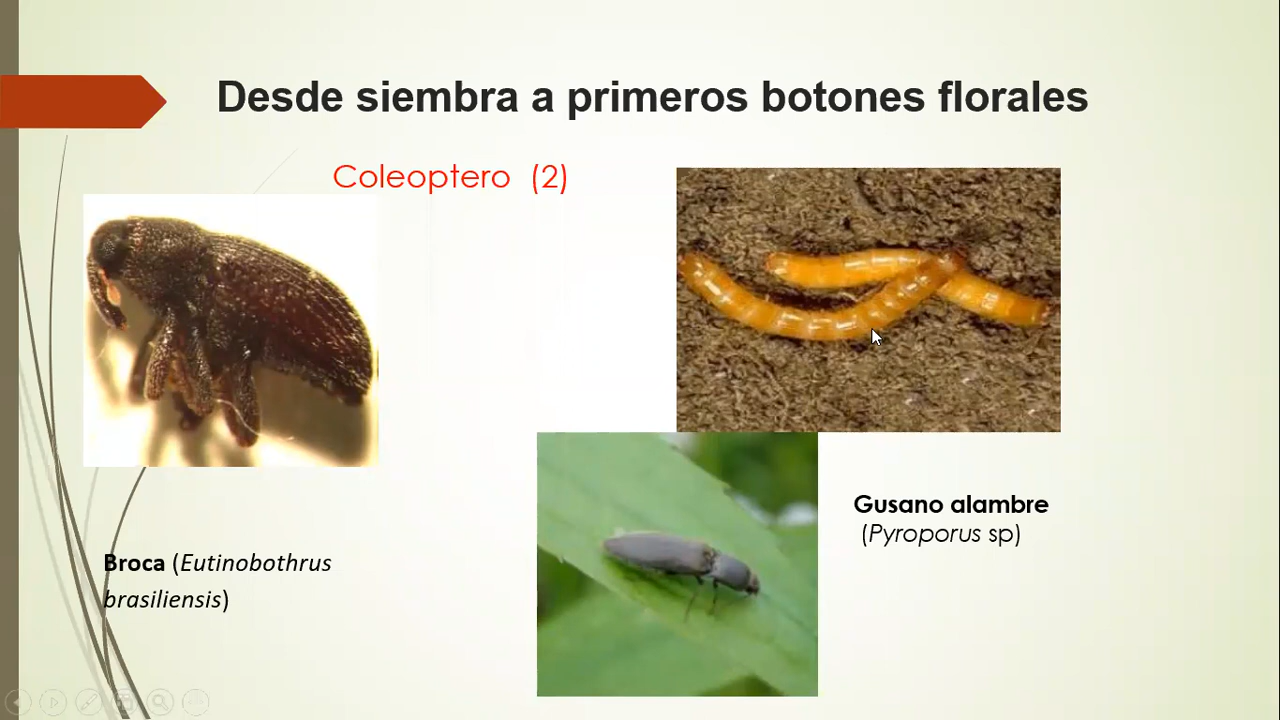 Desde siembra a primeros botones florales
Coleoptero (2)
Broca (Eutinobothrus
brasiliensis)
Gusano alambre
(Pyroporus sp)